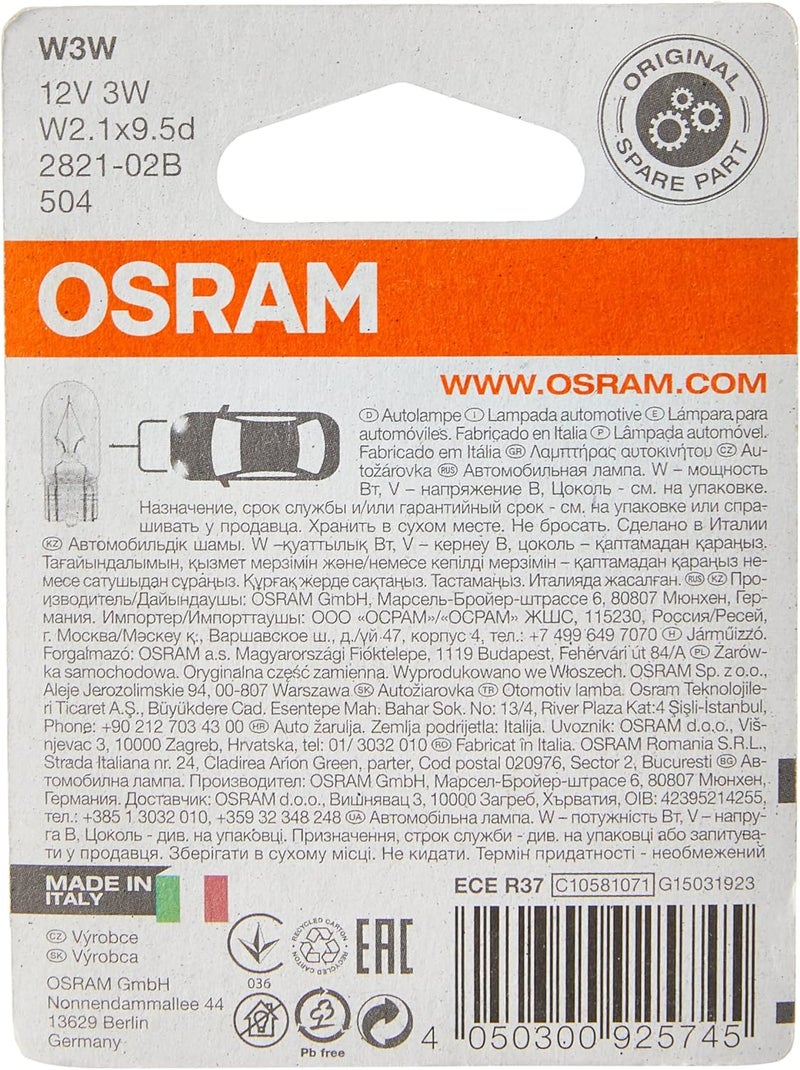 W3W
12V 3W
W2.1x9.5d
2821-02B
504
ORIGINAL
SPARE PART
OSRAM
WWW.OSRAM.COM
D Autolampe I Lampada automotive E Lámpara para
automóviles. Fabricado en Italia P Lâmpada automóvel.
Fabricado em Itália GR Λαμπτήρας αυτοκινήτου CZ Au-
tožárovka RUS Автомобильная лампа. W – мощность
Вт, V – напряжение В, Цоколь - см. на упаковке.
Назначение, срок службы и/или гарантийный срок - см. на упаковке или спра-
шивать у продавца. Хранить в сухом месте. Не бросать. Сделано в Италии
KZ Автомобильдік шамы. W –қуаттылық Вт, V – кернеу В, цоколь – қаптамадан қараңыз.
Тағайындалымын, қызмет мерзімін және/немесе кепілді мерзімін – қаптамадан қараңыз не-
месе сатушыдан сұраңыз. Құрғақ жерде сақтаңыз. Тастамаңыз. Италияда жасалған. RUS KZ Про-
изводитель/Дайындаушы: OSRAM GmbH, Марсель-Бройер-штрассе 6, 80807 Мюнхен, Гер-
мания. Импортер/Импорттаушы: ООО «ОСРАМ»/«ОСРАМ» ЖШС, 115230, Россия/Ресей,
г. Москва/Мәскеу қ., Варшавское ш., д./үй 47, корпус 4, тел.: +7 499 649 7070 H Járműizzó.
Forgalmazó: OSRAM a.s. Magyarországi Fióktelepe, 1119 Budapest, Fehérvári út 84/A PL Żarów-
ka samochodowa. Oryginalna część zamienna. Wyprodukowano we Włoszech. OSRAM Sp. z o.o.,
Aleje Jerozolimskie 94, 00-807 Warszawa SK Autožiarovka TR Otomotiv lamba. Osram Teknolojile-
ri Ticaret A.Ş., Büyükdere Cad. Esentepe Mah. Bahar Sok. No: 13/4, River Plaza Kat:4 Şişli-İstanbul,
Phone: +90 212 703 43 00 HR Auto žarulja. Zemlja podrijetla: Italija. Uvoznik: OSRAM d.o.o., Viš-
njevac 3, 10000 Zagreb, Hrvatska, tel: 01/ 3032 010 RO Fabricat în Italia. OSRAM Romania S.R.L.,
Strada Italiana nr. 24, Cladirea Arion Green, parter, Cod postal 020976, Sector 2, Bucuresti BG Ав-
томобилна лампа. Производител: OSRAM GmbH, Марсел-Бройер-штрасе 6, 80807 Мюнхен,
Германия. Доставчик: OSRAM d.o.o., Вишнявац 3, 10000 Загреб, Хърватия, OIB: 42395214255,
тел.: +385 1 3032 010, +359 32 348 248 UA Автомобільна лампа. W – потужність Вт, V – напру-
га В, Цоколь - див. на упаковці. Призначення, строк служби - див. на упаковці або запитува-
ти у продавця. Зберігати в сухому місці. Не кидати. Термін придатності - необмежений
MADE IN
ITALY
ECE R37 C10581071 G15031923
CZ Výrobce
SK Výrobca
OSRAM GmbH
Nonnendammallee 44
13629 Berlin
Germany
036
RECYCLED CARTON
RECYCLED CARTON
EAC
Pb
Pb free
4 050300 925745